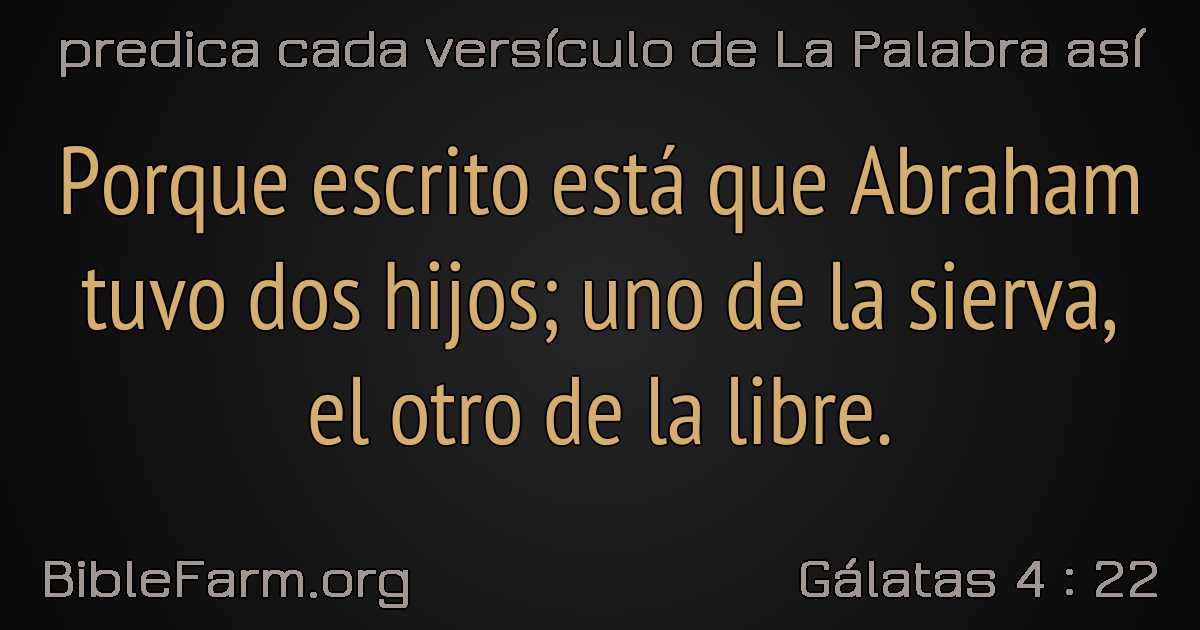 predica cada versículo de La Palabra así
Porque escrito está que Abraham
tuvo dos hijos; uno de la sierva,
el otro de la libre.
BibleFarm.org
Gálatas 4 : 22